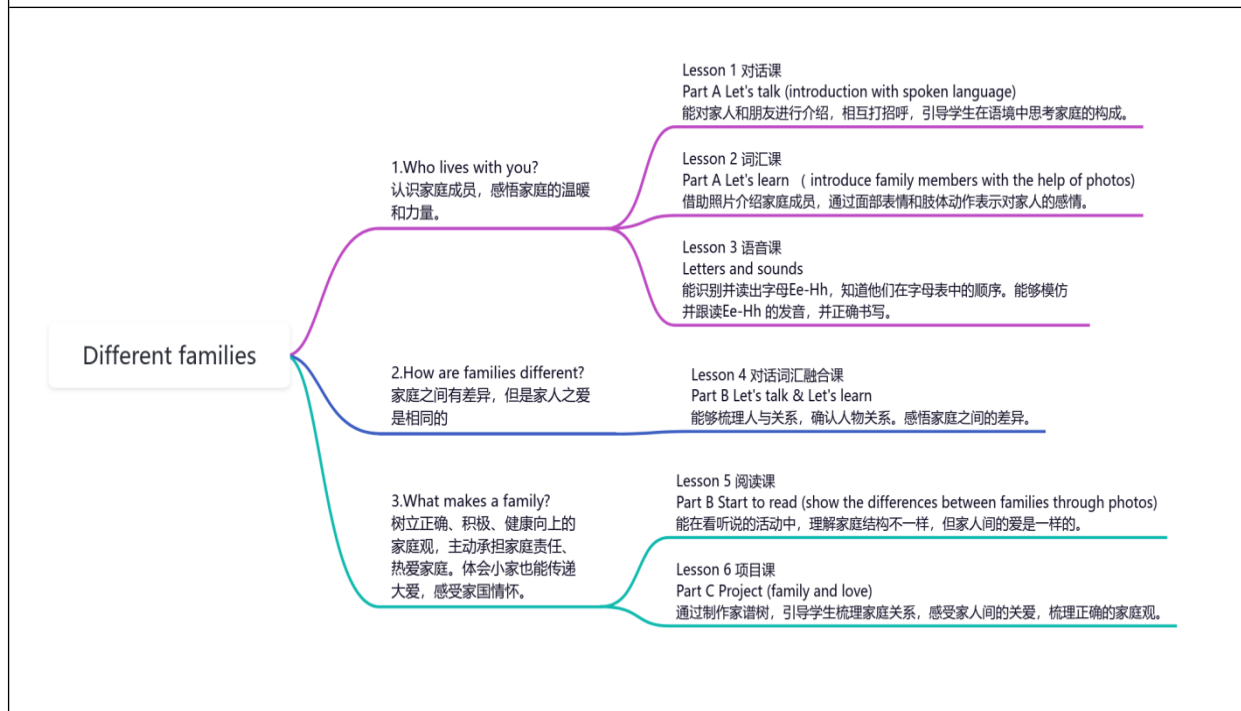 Different families
1.Who lives with you?
认识家庭成员，感悟家庭的温暖
和力量。
Lesson 1 对话课
Part A Let's talk (introduction with spoken language)
能对家人和朋友进行介绍，相互打招呼，引导学生在语境中思考家庭的构成。
Lesson 2 词汇课
Part A Let's learn （ introduce family members with the help of photos)
借助照片介绍家庭成员，通过面部表情和肢体动作表示对家人的感情。
Lesson 3 语音课
Letters and sounds
能识别并读出字母Ee-Hh，知道他们在字母表中的顺序。能够模仿
并跟读Ee-Hh 的发音，并正确书写。
2.How are families different?
家庭之间有差异，但是家人之爱
是相同的
Lesson 4 对话词汇融合课
Part B Let's talk & Let's learn
能够梳理人与关系，确认人物关系。感悟家庭之间的差异。
3.What makes a family?
树立正确、积极、健康向上的
家庭观，主动承担家庭责任、
热爱家庭。体会小家也能传递
大爱，感受家国情怀。
Lesson 5 阅读课
Part B Start to read (show the differences between families through photos)
能在看听说的活动中，理解家庭结构不一样，但家人间的爱是一样的。
Lesson 6 项目课
Part C Project (family and love)
通过制作家谱树，引导学生梳理家庭关系，感受家人间的关爱，梳理正确的家庭观。